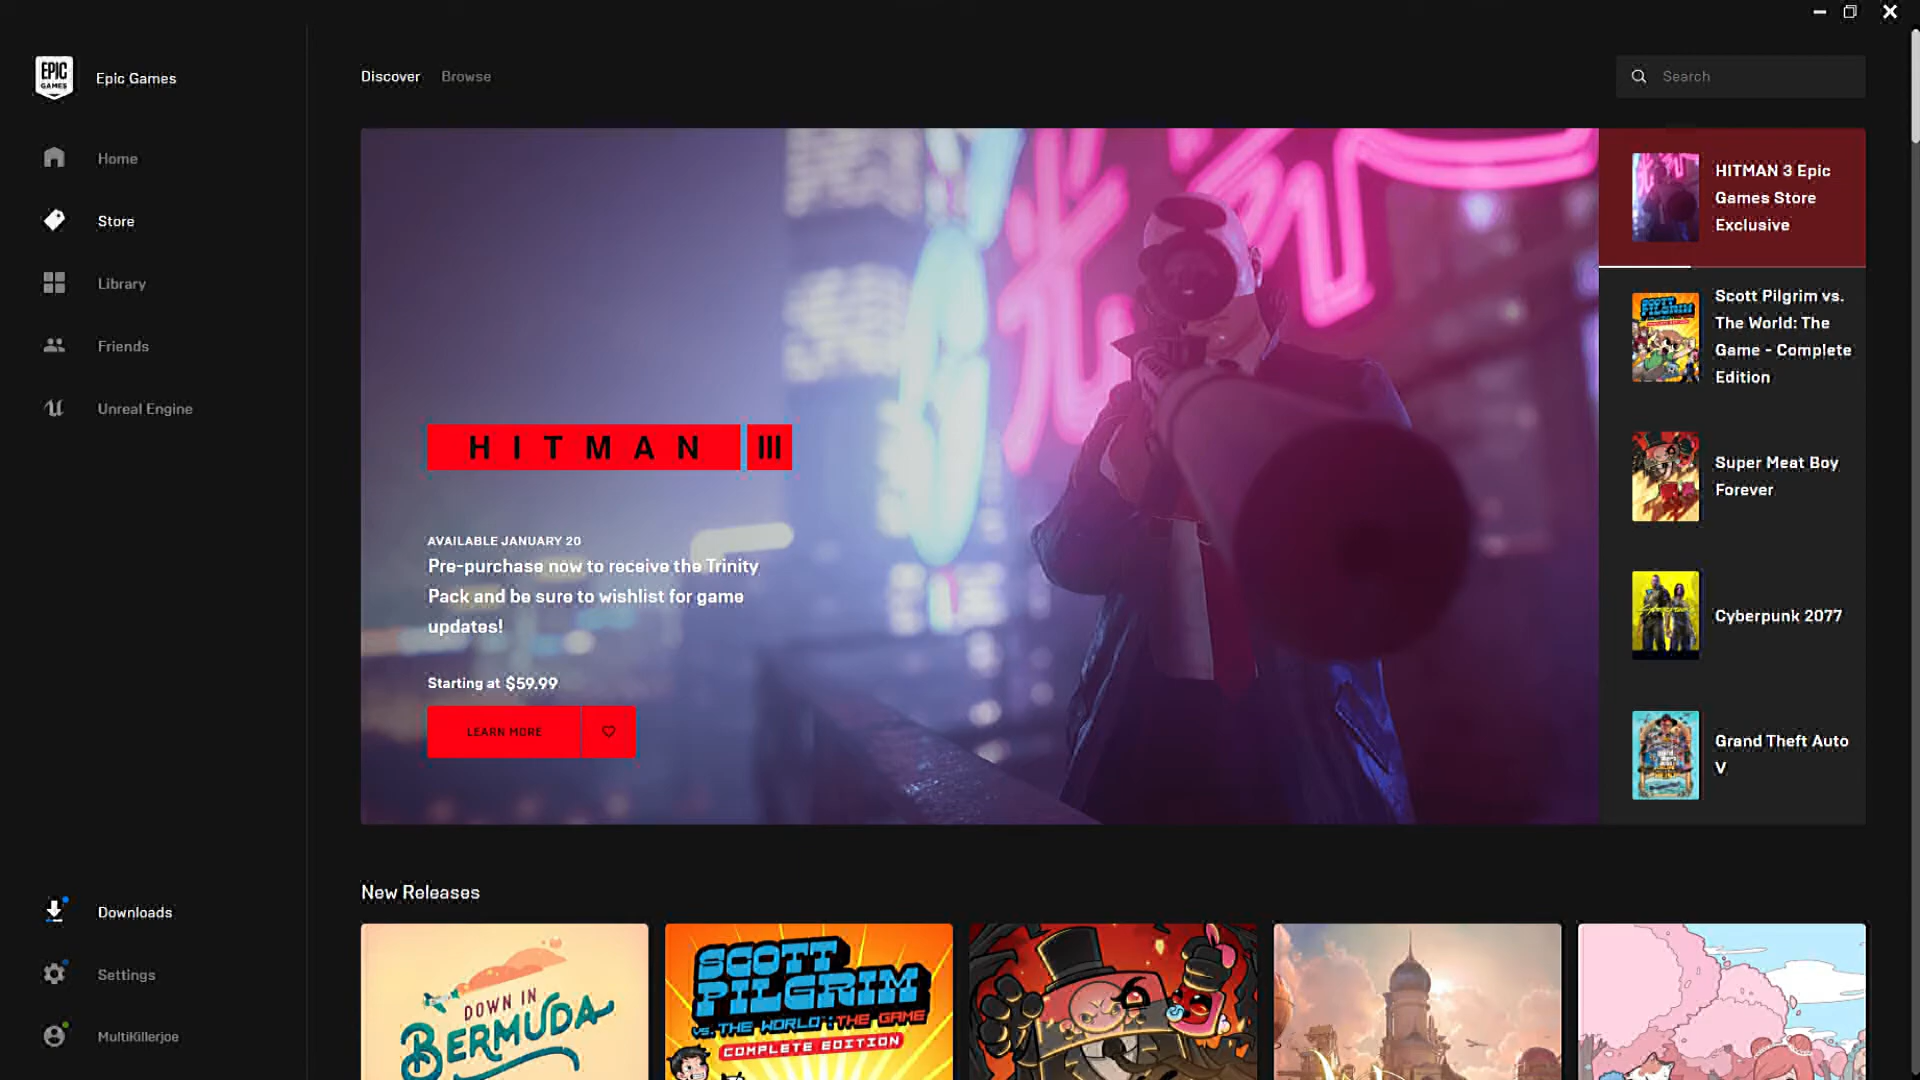 EPIC
GAMES
Epic Games
Home
Store
Library
Friends
Unreal Engine
Downloads
Settings
MultiKillerjoe
Discover
Browse
Search
HITMAN III
AVAILABLE JANUARY 20
Pre-purchase now to receive the Trinity
Pack and be sure to wishlist for game
updates!
Starting at $59.99
LEARN MORE
HITMAN 3 Epic
Games Store
Exclusive
Scott Pilgrim vs.
The World: The
Game - Complete
Edition
Super Meat Boy
Forever
Cyberpunk 2077
Grand Theft Auto
V
New Releases
DOWN IN
BERMUDA
SCOTT
PILGRIM
VS. THE WORLD: THE GAME
COMPLETE EDITION